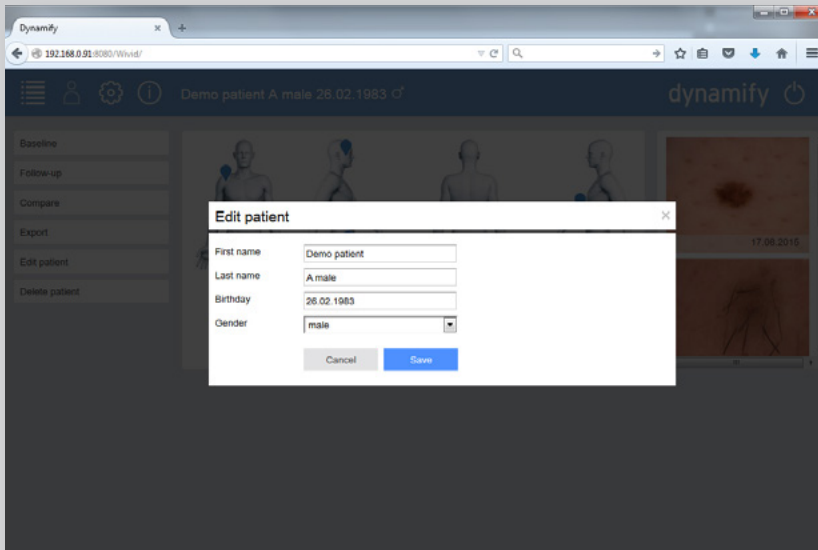 Dynamify
192.168.0.91:8080/Wivid/
Demo patient A male 26.02.1983
dynamify
Baseline
Follow-up
Compare
Export
Edit patient
Delete patient
17.08.2015
Edit patient
First name
Demo patient
Last name
A male
Birthday
26.02.1983
Gender
male
Cancel
Save